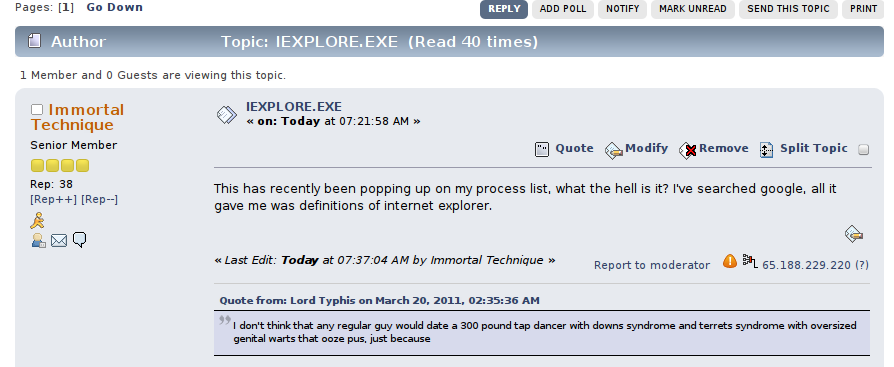 Pages: [1] Go Down
REPLY ADD POLL NOTIFY MARK UNREAD SEND THIS TOPIC PRINT
Author Topic: IEXPLORE.EXE (Read 40 times)
1 Member and 0 Guests are viewing this topic.
Immortal
Technique
Senior Member
Rep: 38
[Rep++] [Rep--]
IEXPLORE.EXE
« on: Today at 07:21:58 AM »
Quote Modify Remove Split Topic
This has recently been popping up on my process list, what the hell is it? I've searched google, all it
gave me was definitions of internet explorer.
« Last Edit: Today at 07:37:04 AM by Immortal Technique »
Report to moderator 65.188.229.220 (?)
Quote from: Lord Typhis on March 20, 2011, 02:35:36 AM
I don't think that any regular guy would date a 300 pound tap dancer with downs syndrome and terrets syndrome with oversized
genital warts that ooze pus, just because